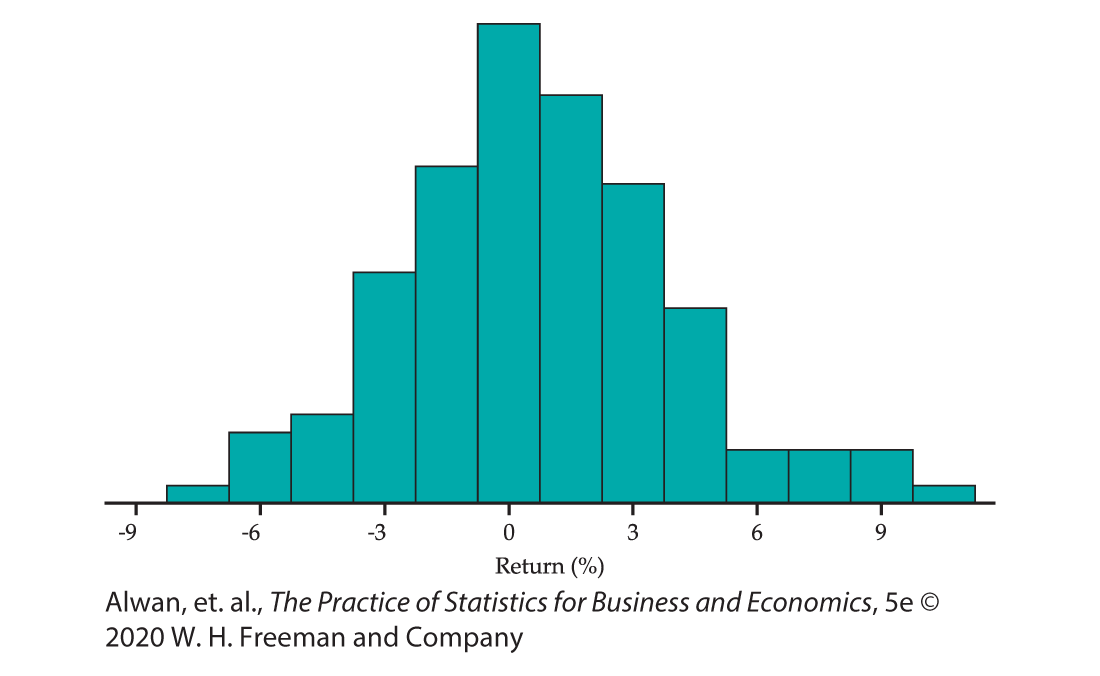 -9 -6 -3 0 3 6 9
Return (%)
Alwan, et. al., The Practice of Statistics for Business and Economics, 5e ©
2020 W. H. Freeman and Company